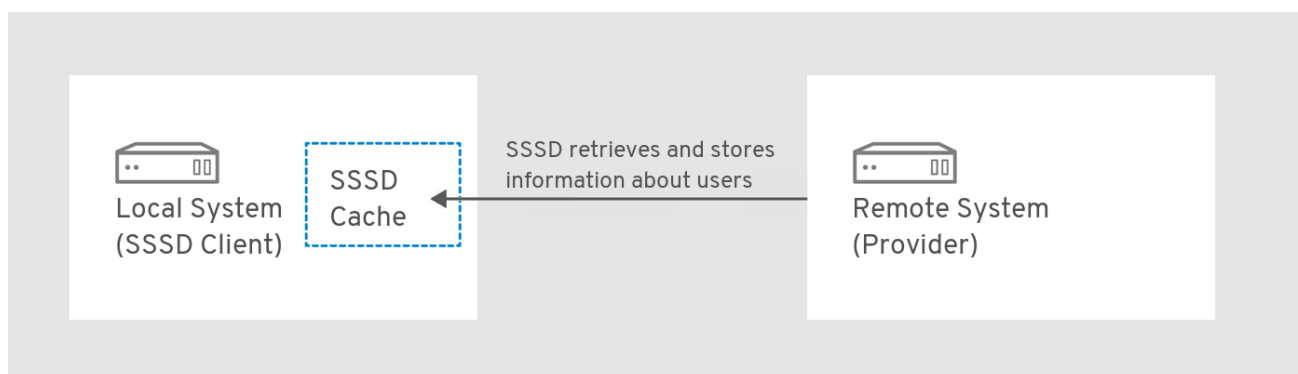 SSSD retrieves and stores
information about users
SSSD
Cache
Local System
(SSSD Client)
Remote System
(Provider)